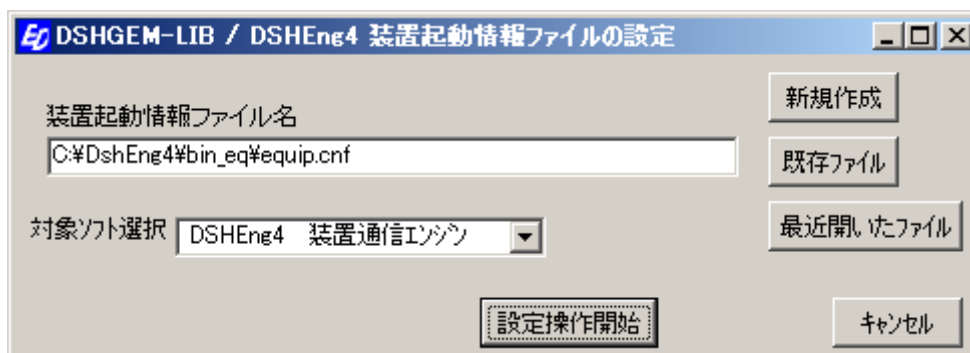 DSHGEM-LIB / DSHEng4 装置起動情報ファイルの設定
新規作成
装置起動情報ファイル名
C:¥DshEng4¥bin_eq¥equip.cnf
既存ファイル
対象ソフト選択 DSHEng4 装置通信エンジン
最近開いたファイル
設定操作開始
キャンセル